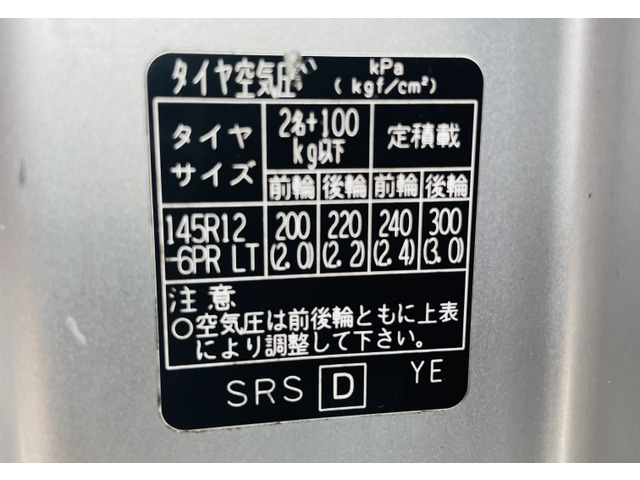 タイヤ空気圧 kPa
(kgf/cm²)
タイヤ
サイズ
2名+100
kg以下
定積載
前輪 後輪 前輪 後輪
145R12
-6PR LT
200 220 240 300
(2.0) (2.2) (2.4) (3.0)
注意
○空気圧は前後輪ともに上表
により調整して下さい。
SRS D YE